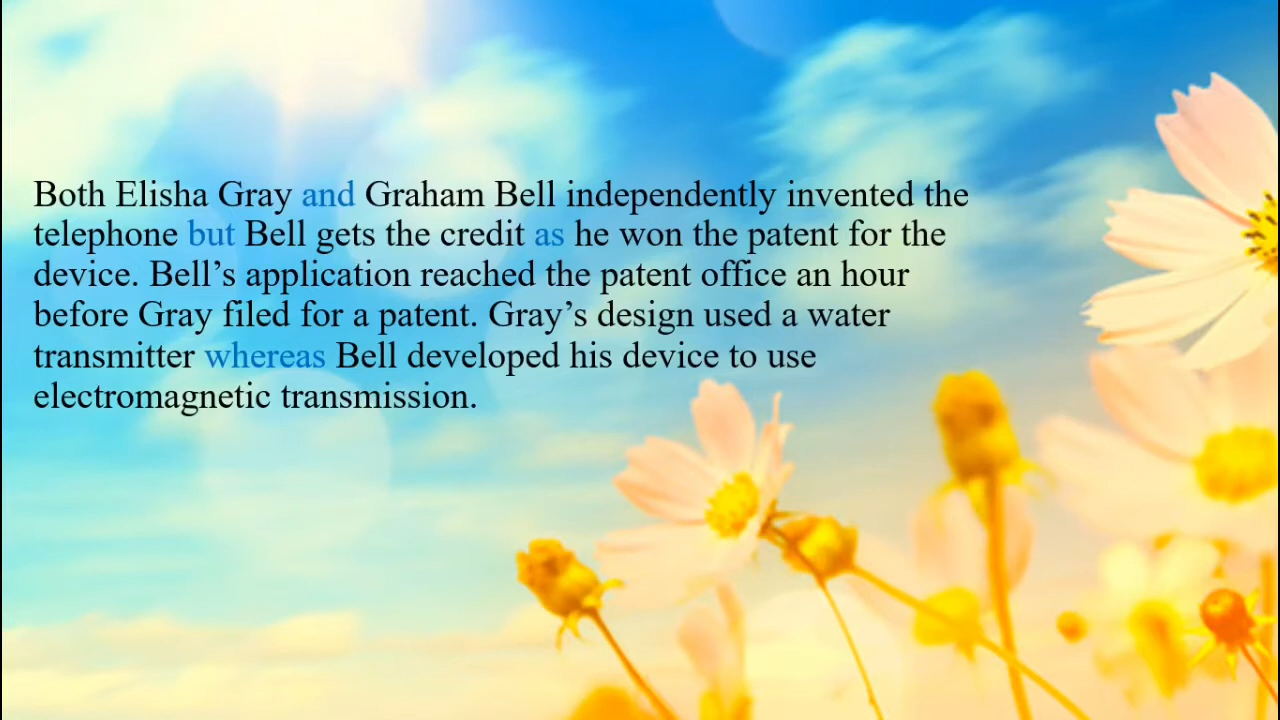 Both Elisha Gray and Graham Bell independently invented the
telephone but Bell gets the credit as he won the patent for the
device. Bell’s application reached the patent office an hour
before Gray filed for a patent. Gray’s design used a water
transmitter whereas Bell developed his device to use
electromagnetic transmission.